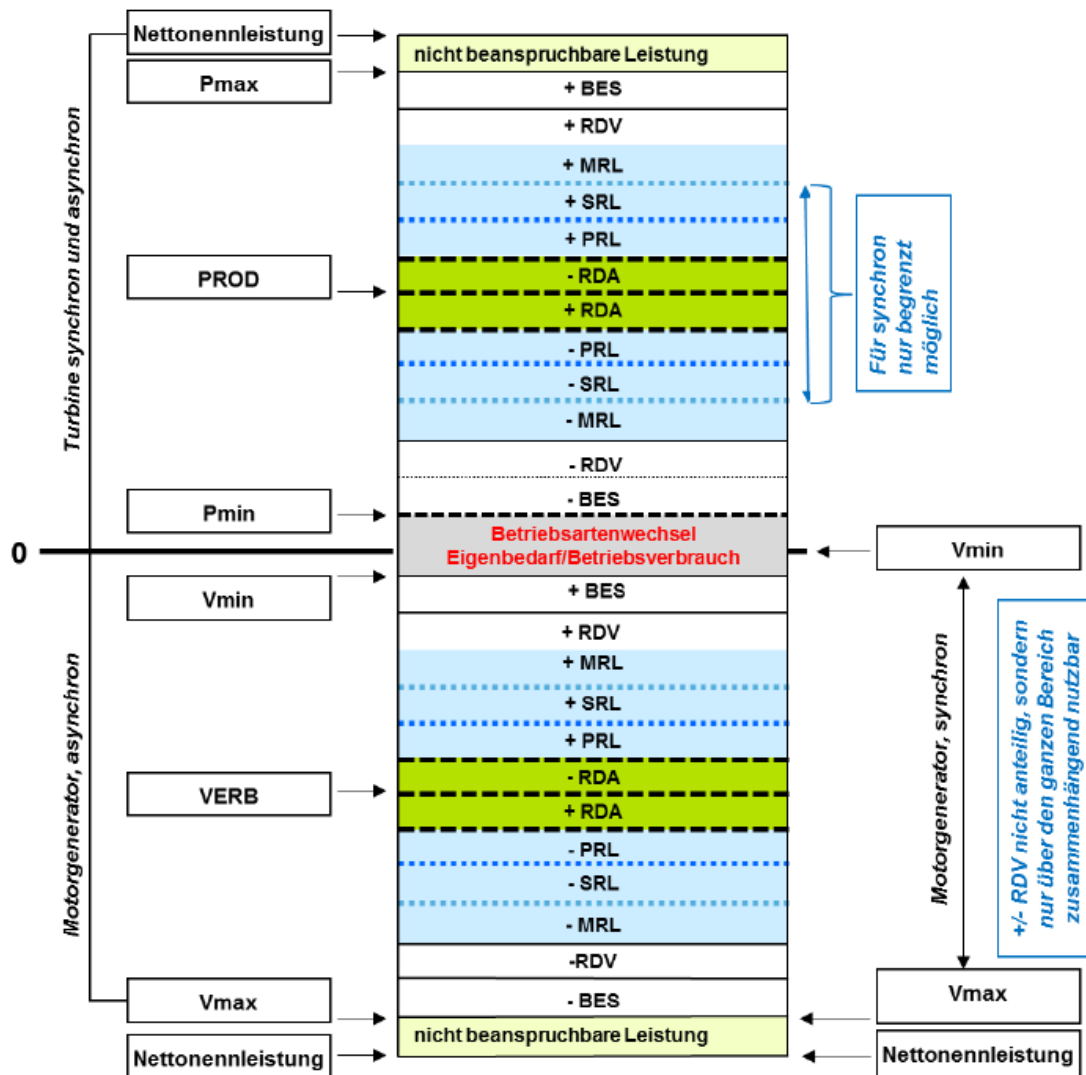 Nettonennleistung
Pmax
PROD
Pmin
0
Vmin
VERB
Vmax
Nettonennleistung
Turbine synchron und asynchron
Motorgenerator, asynchron
nicht beanspruchbare Leistung
+ BES
+ RDV
+ MRL
+ SRL
+ PRL
- RDA
+ RDA
- PRL
- SRL
- MRL
- RDV
- BES
Betriebsartenwechsel
Eigenbedarf/Betriebsverbrauch
+ BES
+ RDV
+ MRL
+ SRL
+ PRL
- RDA
+ RDA
- PRL
- SRL
- MRL
-RDV
- BES
nicht beanspruchbare Leistung
Für synchron
nur begrenzt
möglich
Vmin
Motorgenerator, synchron
+/- RDV nicht anteilig, sondern
nur über den ganzen Bereich
zusammenhängend nutzbar
Vmax
Nettonennleistung